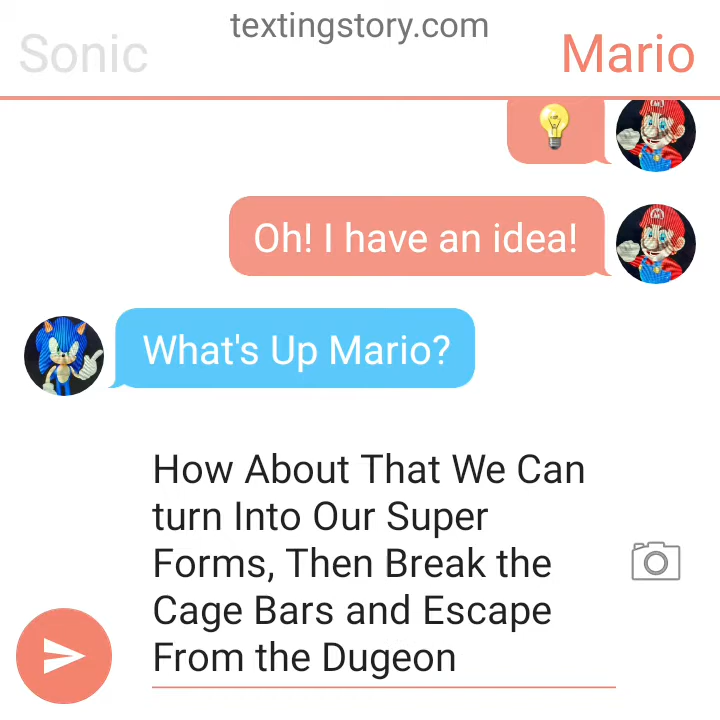 textingstory.com
Sonic
Mario
Oh! I have an idea!
What's Up Mario?
How About That We Can
turn Into Our Super
Forms, Then Break the
Cage Bars and Escape
From the Dugeon